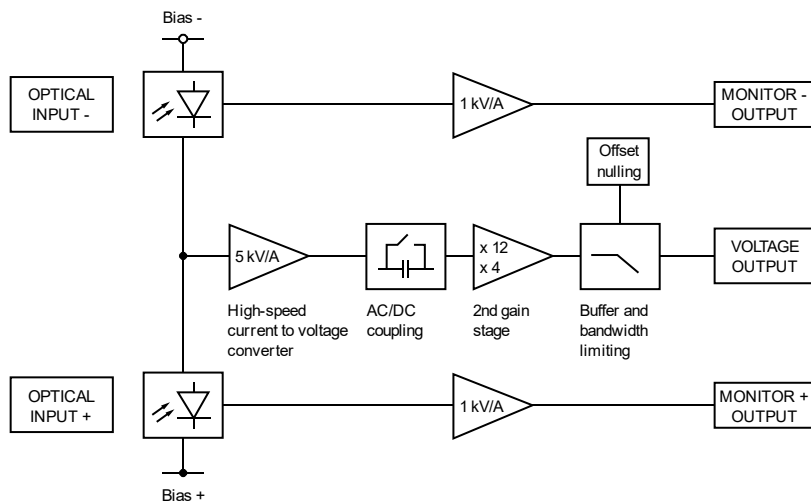 Bias -
OPTICAL
INPUT -
1 kV/A
MONITOR -
OUTPUT
Offset
nulling
5 kV/A
x 12
x 4
VOLTAGE
OUTPUT
High-speed
current to voltage
converter
AC/DC
coupling
2nd gain
stage
Buffer and
bandwidth
limiting
OPTICAL
INPUT +
1 kV/A
MONITOR +
OUTPUT
Bias +